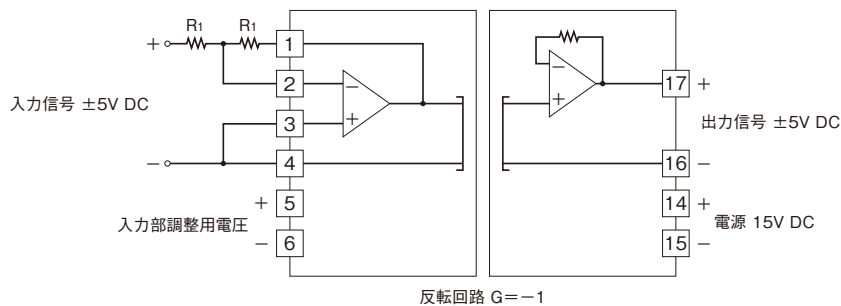 R1 R1
+ 1
2 − 17 +
入力信号 ±5V DC
3 +
− +
出力信号 ±5V DC
− 4 16 −
+ 5 14 +
入力部調整用電圧 電源 15V DC
− 6 15 −
反転回路 G=−1